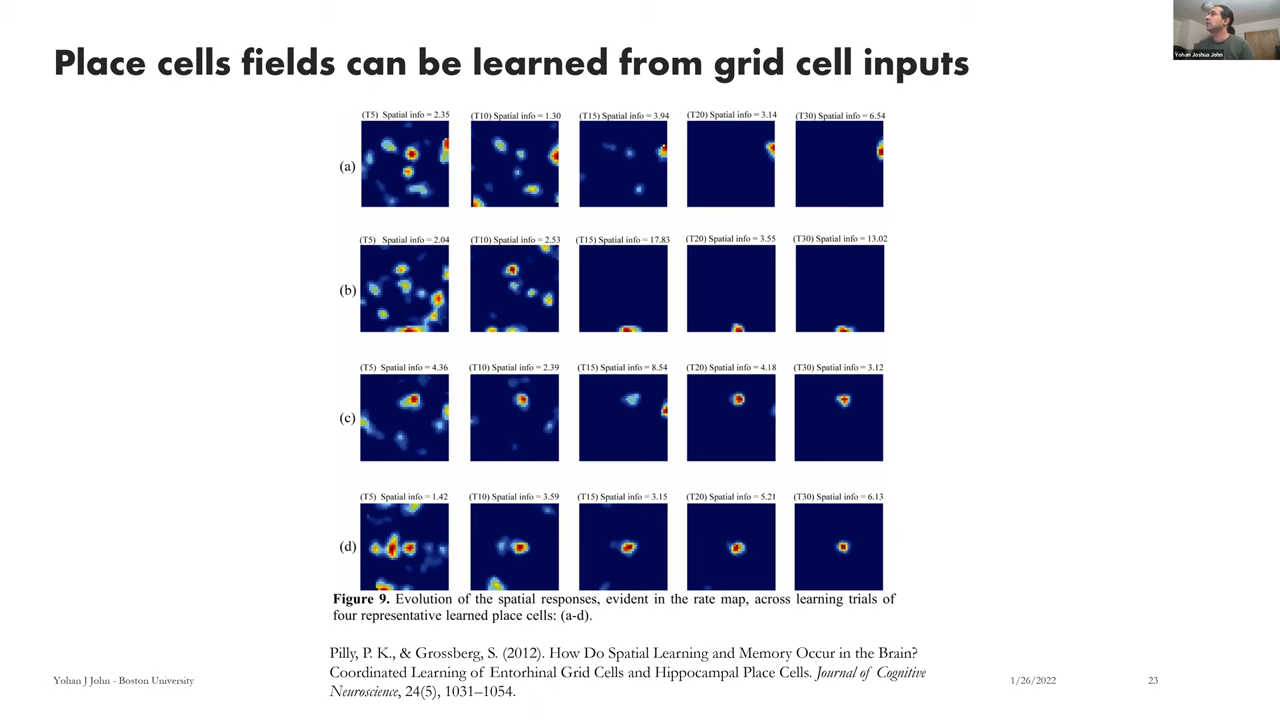 Yohan Joshua John
Place cells fields can be learned from grid cell inputs
(T5) Spatial info = 2.35
(T10) Spatial info = 1.30
(T15) Spatial info = 3.94
(T20) Spatial info = 3.14
(T30) Spatial info = 6.54
(a)
(T5) Spatial info = 2.04
(T10) Spatial info = 2.53
(T15) Spatial info = 17.83
(T20) Spatial info = 3.55
(T30) Spatial info = 13.02
(b)
(T5) Spatial info = 4.36
(T10) Spatial info = 2.39
(T15) Spatial info = 8.54
(T20) Spatial info = 4.18
(T30) Spatial info = 3.12
(c)
(T5) Spatial info = 1.42
(T10) Spatial info = 3.59
(T15) Spatial info = 3.15
(T20) Spatial info = 5.21
(T30) Spatial info = 6.13
(d)
Figure 9. Evolution of the spatial responses, evident in the rate map, across learning trials of
four representative learned place cells: (a-d).
Pilly, P. K., & Grossberg, S. (2012). How Do Spatial Learning and Memory Occur in the Brain?
Coordinated Learning of Entorhinal Grid Cells and Hippocampal Place Cells. Journal of Cognitive
Neuroscience, 24(5), 1031–1054.
Yohan J John - Boston University
1/26/2022
23